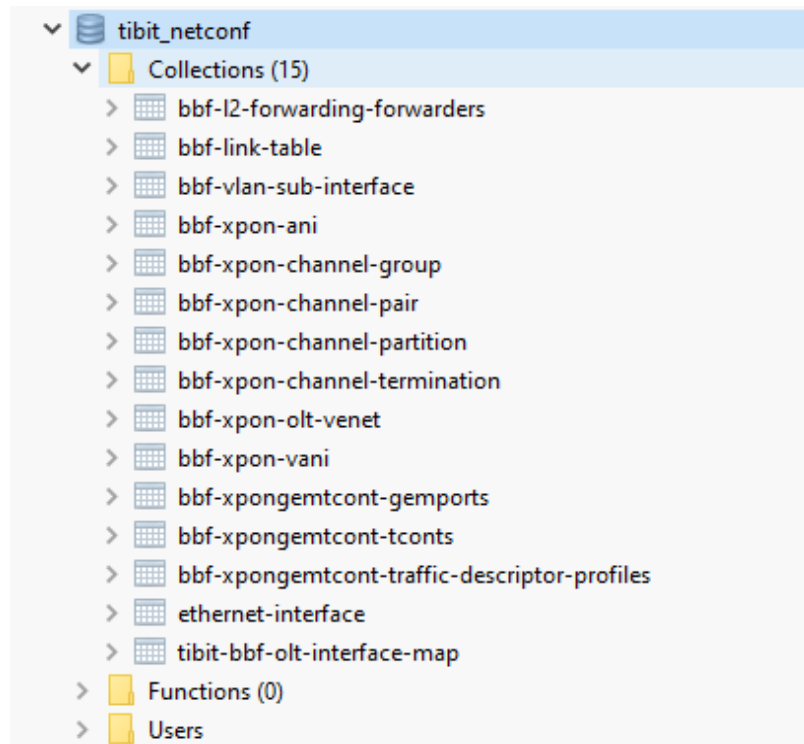 tibit_netconf
Collections (15)
bbf-l2-forwarding-forwarders
bbf-link-table
bbf-vlan-sub-interface
bbf-xpon-ani
bbf-xpon-channel-group
bbf-xpon-channel-pair
bbf-xpon-channel-partition
bbf-xpon-channel-termination
bbf-xpon-olt-venet
bbf-xpon-vani
bbf-xpongemtcont-gemports
bbf-xpongemtcont-tconts
bbf-xpongemtcont-traffic-descriptor-profiles
ethernet-interface
tibit-bbf-olt-interface-map
Functions (0)
Users